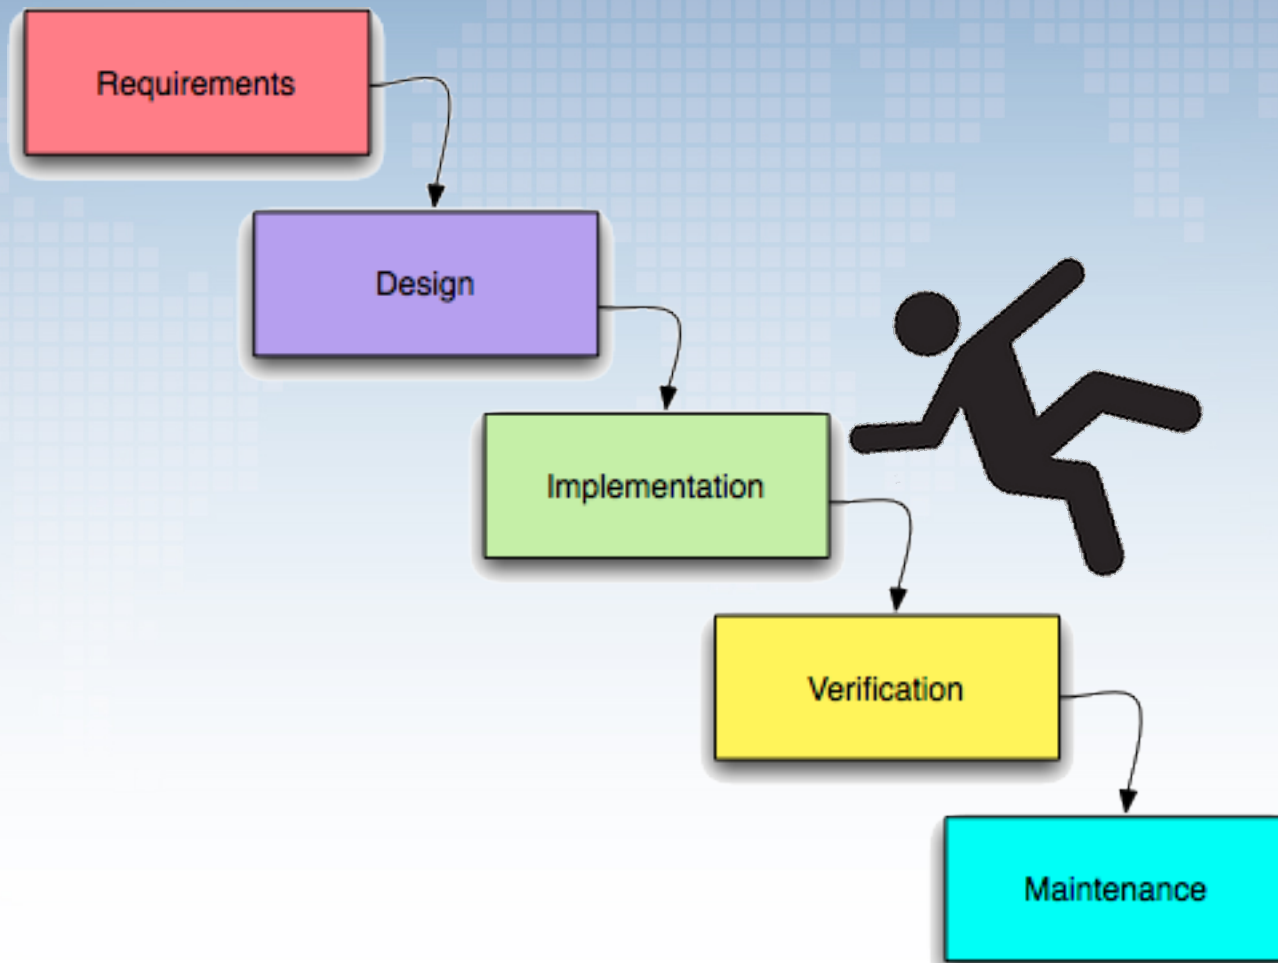 Requirements
Design
Implementation
Verification
Maintenance